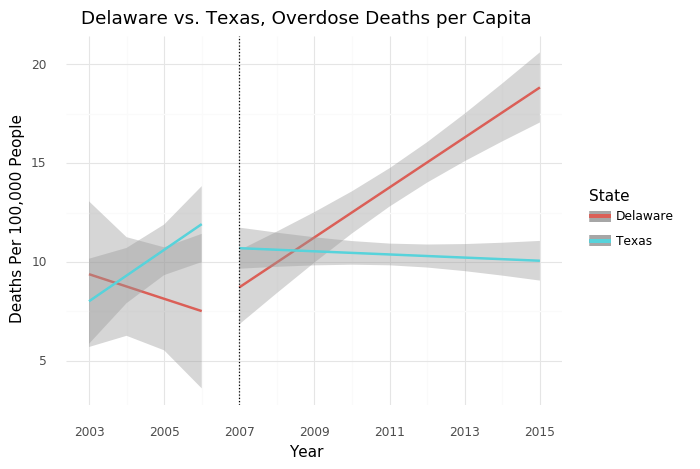 Delaware vs. Texas, Overdose Deaths per Capita
20
15
10
5
Deaths Per 100,000 People
2003 2005 2007 2009 2011 2013 2015
Year
State
Delaware
Texas